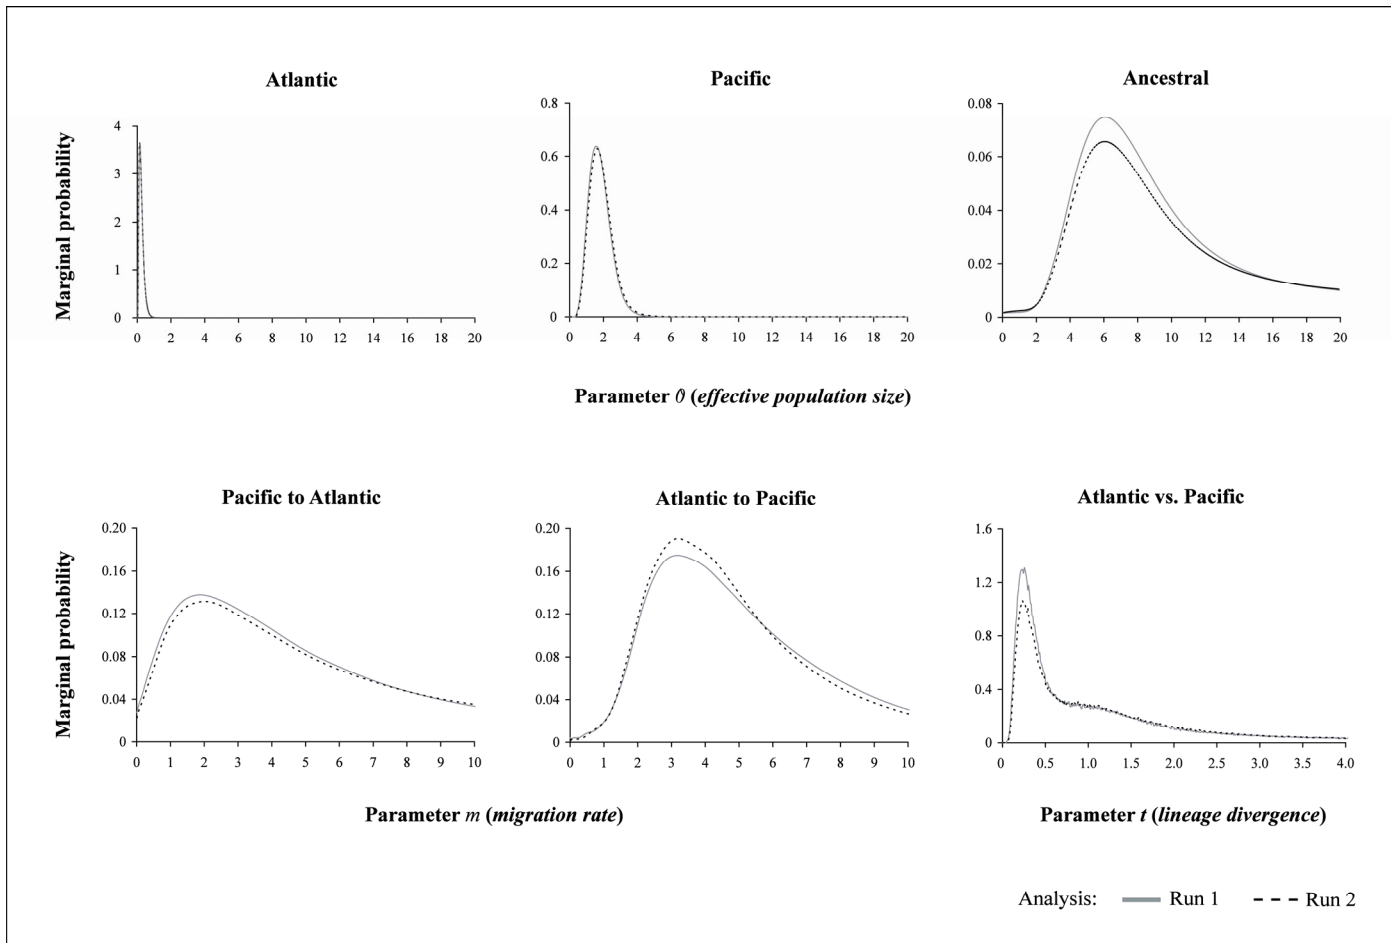 Atlantic
Pacific
Ancestral
Marginal probability
4
3
2
1
0
0 2 4 6 8 10 12 14 16 18 20
0.8
0.6
0.4
0.2
0
0 2 4 6 8 10 12 14 16 18 20
0.08
0.06
0.04
0.02
0
0 2 4 6 8 10 12 14 16 18 20
Parameter θ (effective population size)
Pacific to Atlantic
Atlantic to Pacific
Atlantic vs. Pacific
Marginal probability
0.20
0.16
0.12
0.08
0.04
0
0 1 2 3 4 5 6 7 8 9 10
0.20
0.16
0.12
0.08
0.04
0
0 1 2 3 4 5 6 7 8 9 10
1.6
1.2
0.8
0.4
0
0 0.5 1.0 1.5 2.0 2.5 3.0 3.5 4.0
Parameter m (migration rate)
Parameter t (lineage divergence)
Analysis: Run 1 Run 2